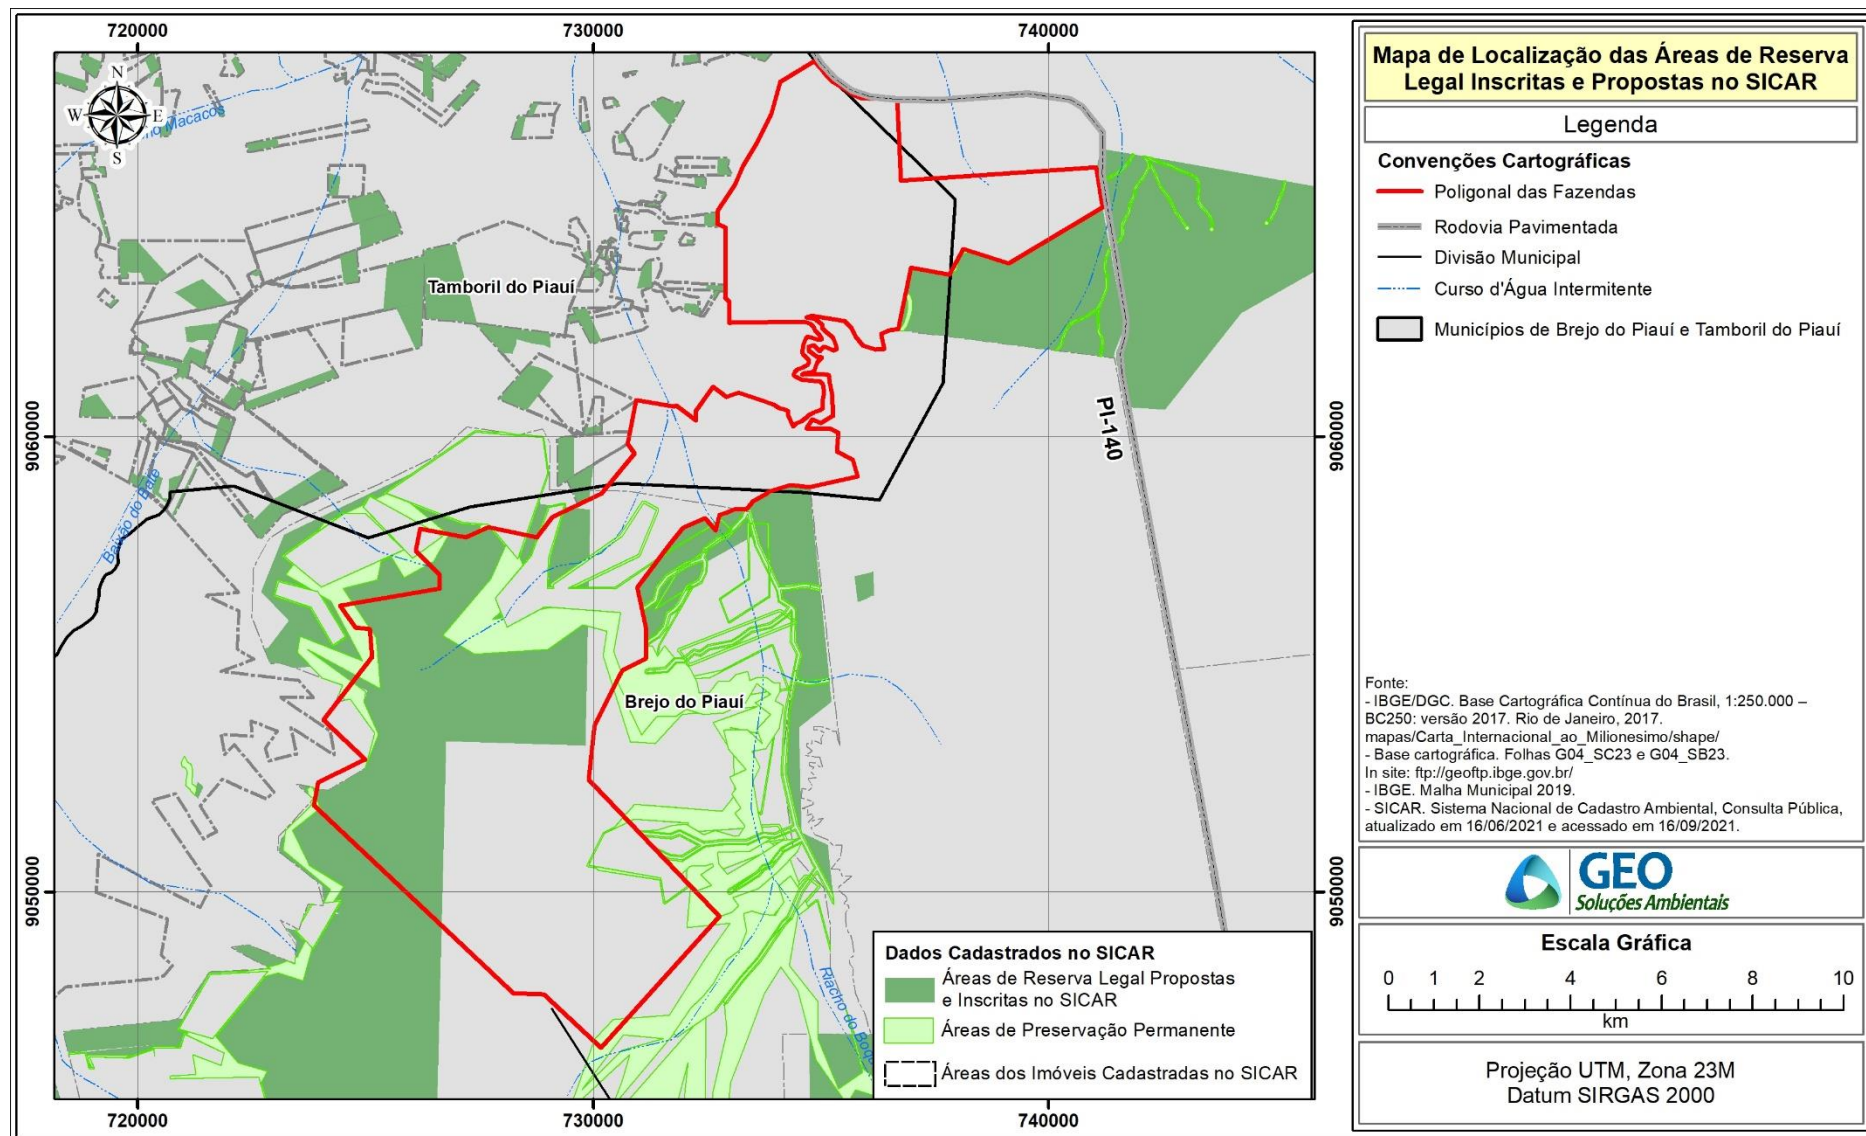 720000
730000
740000
N
W
E
S
Macacos
Tamboril do Piauí
9060000
9060000
PI-140
Baixão do Bate
Brejo do Piauí
9050000
9050000
Riacho do
Dados Cadastrados no SICAR
Áreas de Reserva Legal Propostas
e Inscritas no SICAR
Áreas de Preservação Permanente
Áreas dos Imóveis Cadastradas no SICAR
720000
730000
740000
Mapa de Localização das Áreas de Reserva
Legal Inscritas e Propostas no SICAR
Legenda
Convenções Cartográficas
Poligonal das Fazendas
Rodovia Pavimentada
Divisão Municipal
Curso d'Água Intermitente
Municípios de Brejo do Piauí e Tamboril do Piauí
Fonte:
- IBGE/DGC. Base Cartográfica Contínua do Brasil, 1:250.000 –
BC250: versão 2017. Rio de Janeiro, 2017.
mapas/Carta_Internacional_ao_Milionesimo/shape/
- Base cartográfica. Folhas G04_SC23 e G04_SB23.
In site: ftp://geoftp.ibge.gov.br/
- IBGE. Malha Municipal 2019.
- SICAR. Sistema Nacional de Cadastro Ambiental, Consulta Pública,
atualizado em 16/06/2021 e acessado em 16/09/2021.
GEO
Soluções Ambientais
Escala Gráfica
0 1 2 4 6 8 10
km
Projeção UTM, Zona 23M
Datum SIRGAS 2000